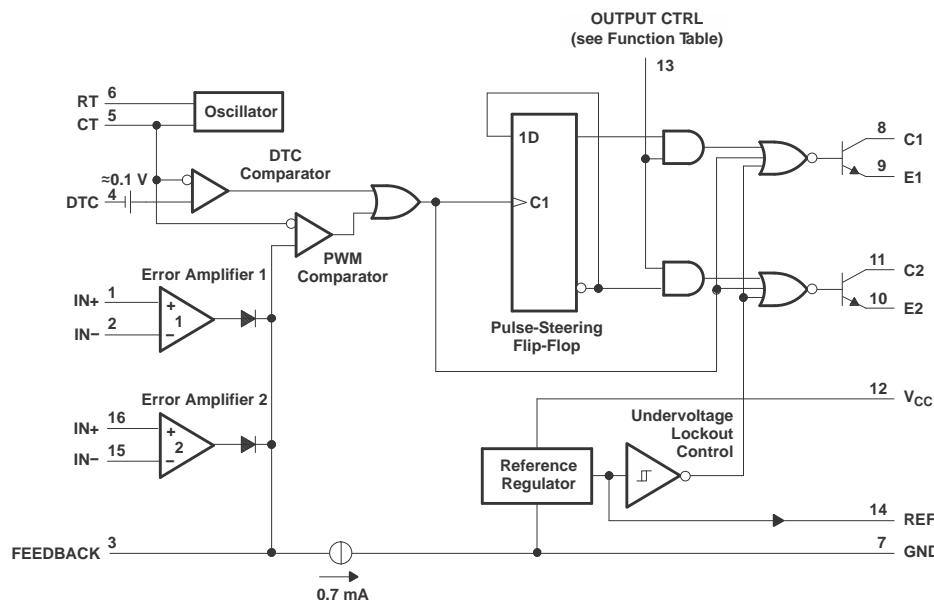 OUTPUT CTRL
(see Function Table)
13
6
RT
5
CT
Oscillator
DTC
Comparator
≈0.1 V
4
DTC
PWM
Comparator
1D
C1
Pulse-Steering
Flip-Flop
8
C1
9
E1
11
C2
10
E2
Error Amplifier 1
1
IN+
2
IN−
+
1
−
Error Amplifier 2
16
IN+
15
IN−
+
2
−
12
VCC
Undervoltage
Lockout
Control
Reference
Regulator
14
REF
7
GND
3
FEEDBACK
0.7 mA